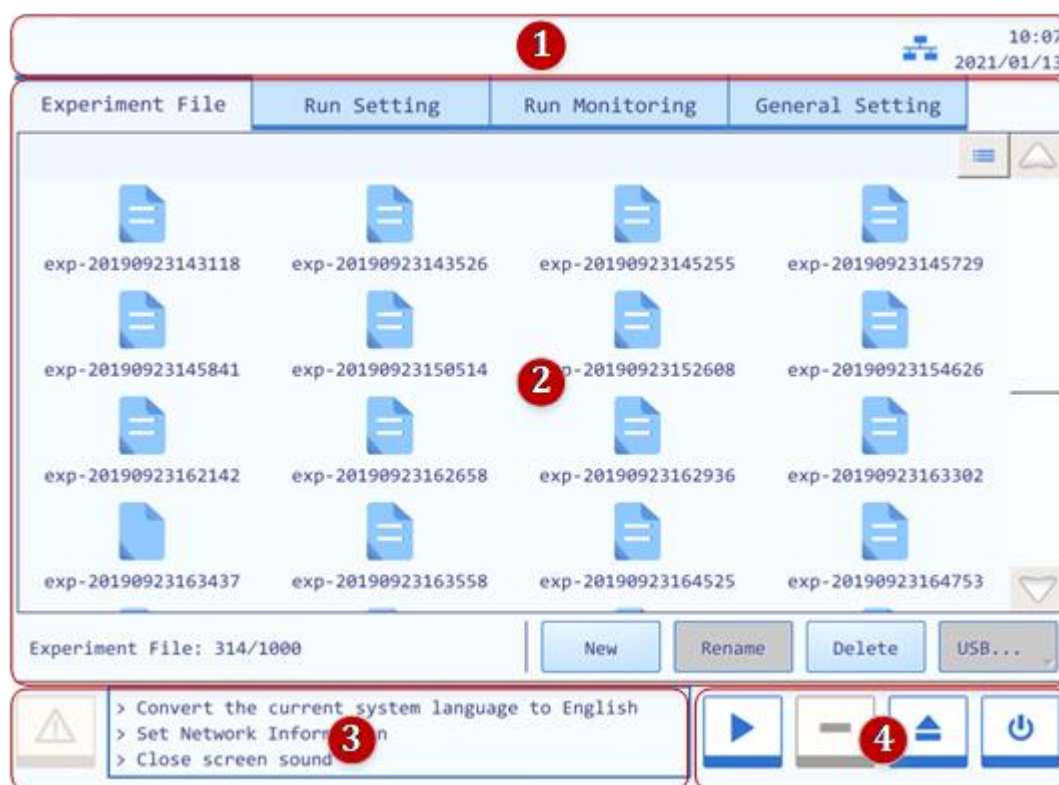 1
10:07
2021/01/13
Experiment File Run Setting Run Monitoring General Setting
exp-20190923143118 exp-20190923143526 exp-20190923145255 exp-20190923145729
exp-20190923145841 exp-20190923150514 exp-20190923152608 exp-20190923154626
2
exp-20190923162142 exp-20190923162658 exp-20190923162936 exp-20190923163302
exp-20190923163437 exp-20190923163558 exp-20190923164525 exp-20190923164753
Experiment File: 314/1000 New Rename Delete USB...
> Convert the current system language to English
> Set Network
> Close screen sound
3
4